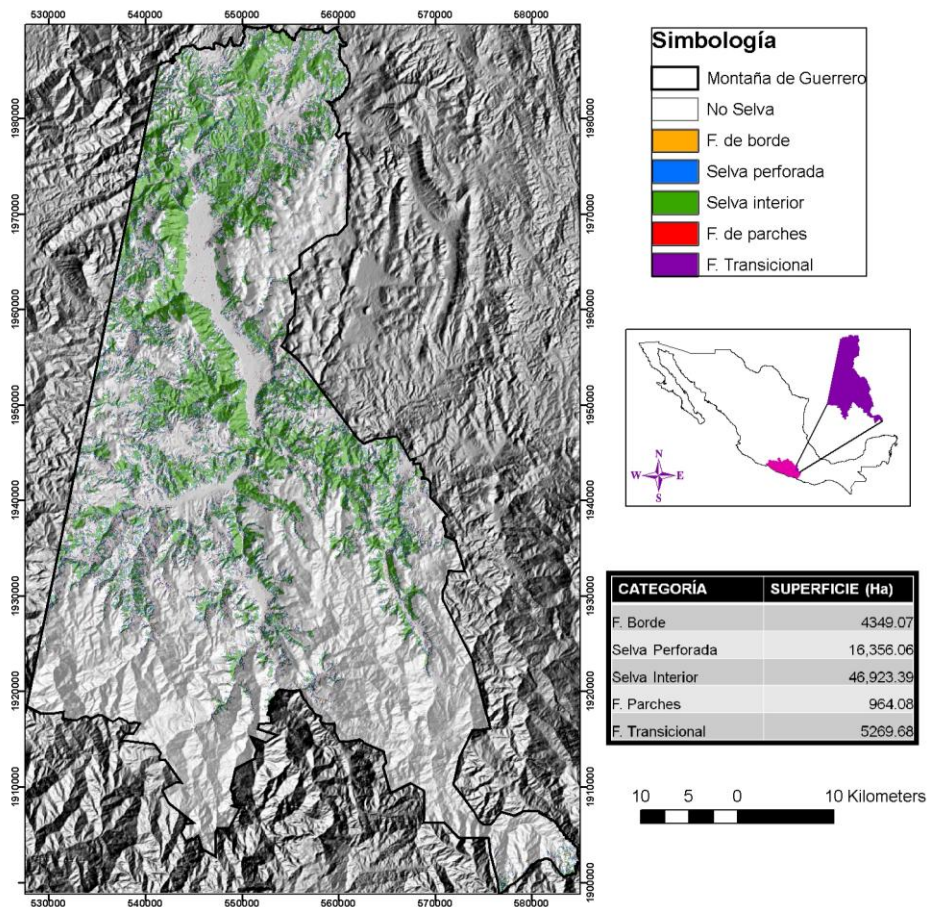 530000 540000 550000 560000 570000 580000
1980000
1970000
1960000
1950000
1940000
1930000
1920000
1910000
1900000
1980000
1970000
1960000
1950000
1940000
1930000
1920000
1910000
1900000
530000 540000 550000 560000 570000 580000
Simbología
Montaña de Guerrero
No Selva
F. de borde
Selva perforada
Selva interior
F. de parches
F. Transicional
N
W E
S
CATEGORÍA SUPERFICIE (Ha)
F. Borde 4349.07
Selva Perforada 16,356.06
Selva Interior 46,923.39
F. Parches 964.08
F. Transicional 5269.68
10 5 0 10 Kilometers